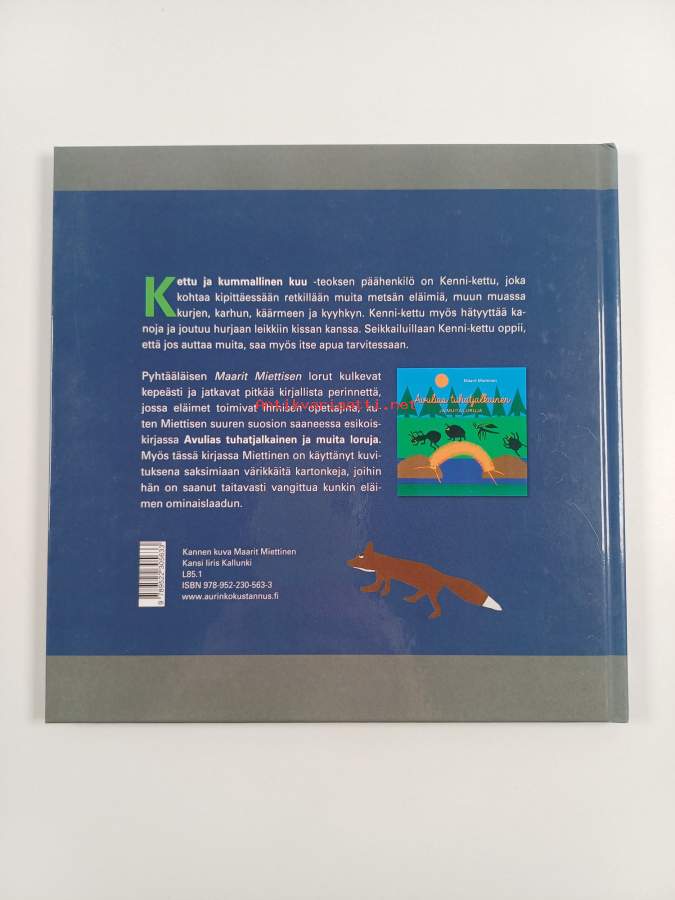 Kettu ja kummallinen kuu -teoksen päähenkilö on Kenni-kettu, joka
kohtaa kipittäessään retkillään muita metsän eläimiä, muun muassa
kurjen, karhun, käärmeen ja kyyhkyn. Kenni-kettu myös hätyyttää ka-
noja ja joutuu hurjaan leikkiin kissan kanssa. Seikkailuillaan Kenni-kettu oppii,
että jos auttaa muita, saa myös itse apua tarvitessaan.
Pyhtääläisen Maarit Miettisen lorut kulkevat
kepeästi ja jatkavat pitkää kirjallista perinnettä,
jossa eläimet toimivat ihmisen opettajina, ku-
ten Miettisen suuren suosion saaneessa esikois-
kirjassa Avulias tuhatjalkainen ja muita loruja.
Myös tässä kirjassa Miettinen on käyttänyt kuvi-
tuksena saksimiaan värikkäitä kartonkeja, joihin
hän on saanut taitavasti vangittua kunkin eläi-
men ominaislaadun.
Maarit Miettinen
Avulias tuhatjalkainen
JA MUITA LORUJA
Antikvariaatti.net
Kannen kuva Maarit Miettinen
Kansi Iiris Kallunki
L85.1
ISBN 978-952-230-563-3
www.aurinkokustannus.fi
9789522305633